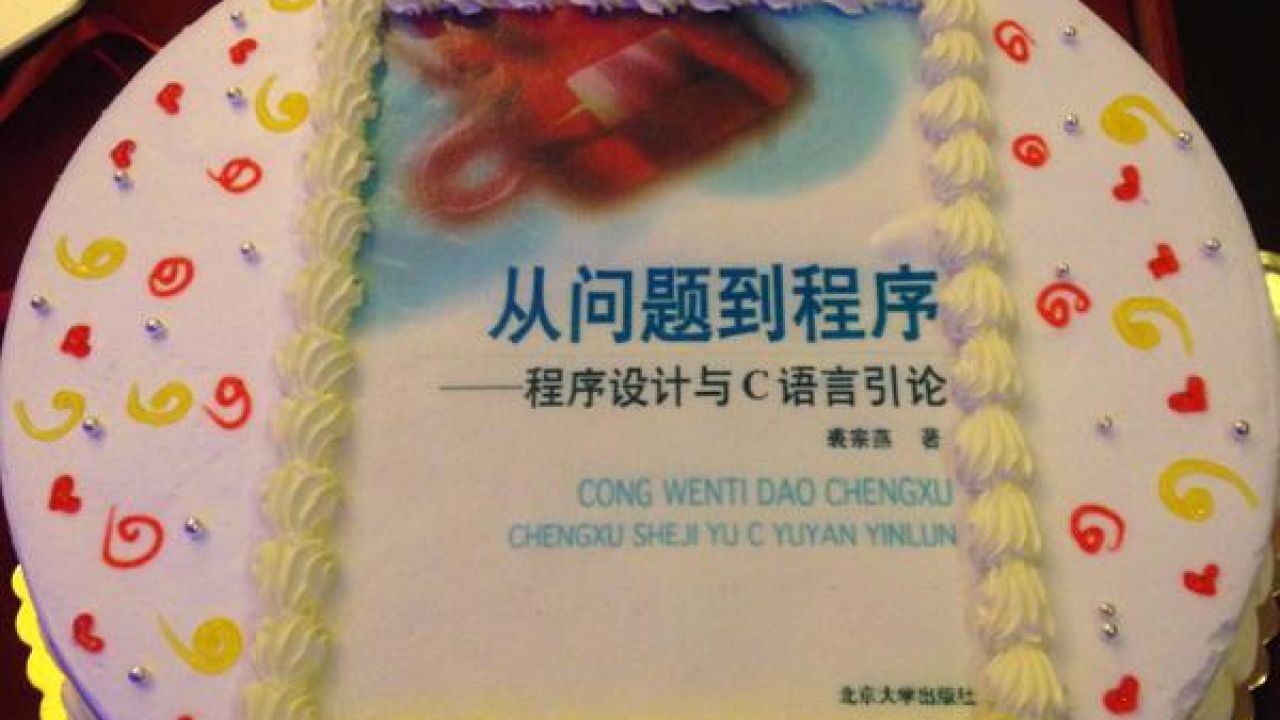 从问题到程序
——程序设计与C语言引论
裘宗燕 著
CONG WENTI DAO CHENGXU
CHENGXU SHEJI YU C YUYAN YINLUN
北京大学出版社